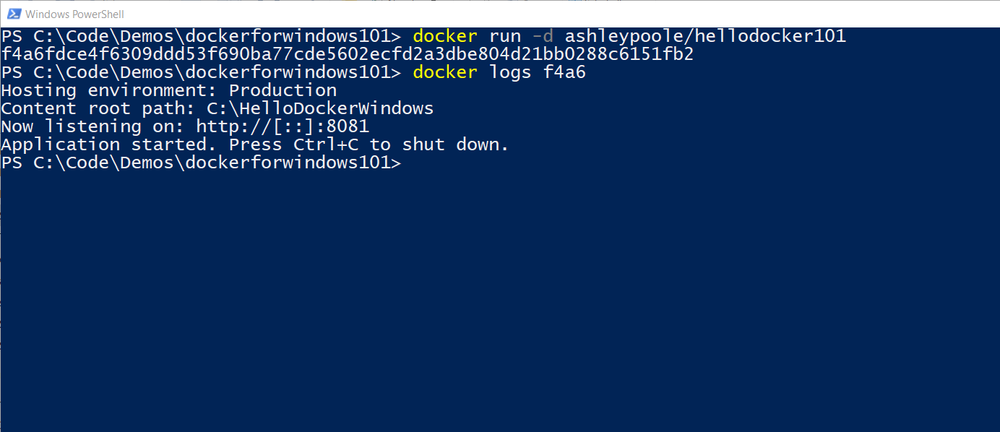 Windows PowerShell
PS C:\Code\Demos\dockerforwindows101> docker run -d ashleypoole/hellodocker101
f4a6fdce4f6309ddd53f690ba77cde5602ecfd2a3dbe804d21bb0288c6151fb2
PS C:\Code\Demos\dockerforwindows101> docker logs f4a6
Hosting environment: Production
Content root path: C:\HelloDockerWindows
Now listening on: http://[::]:8081
Application started. Press Ctrl+C to shut down.
PS C:\Code\Demos\dockerforwindows101>